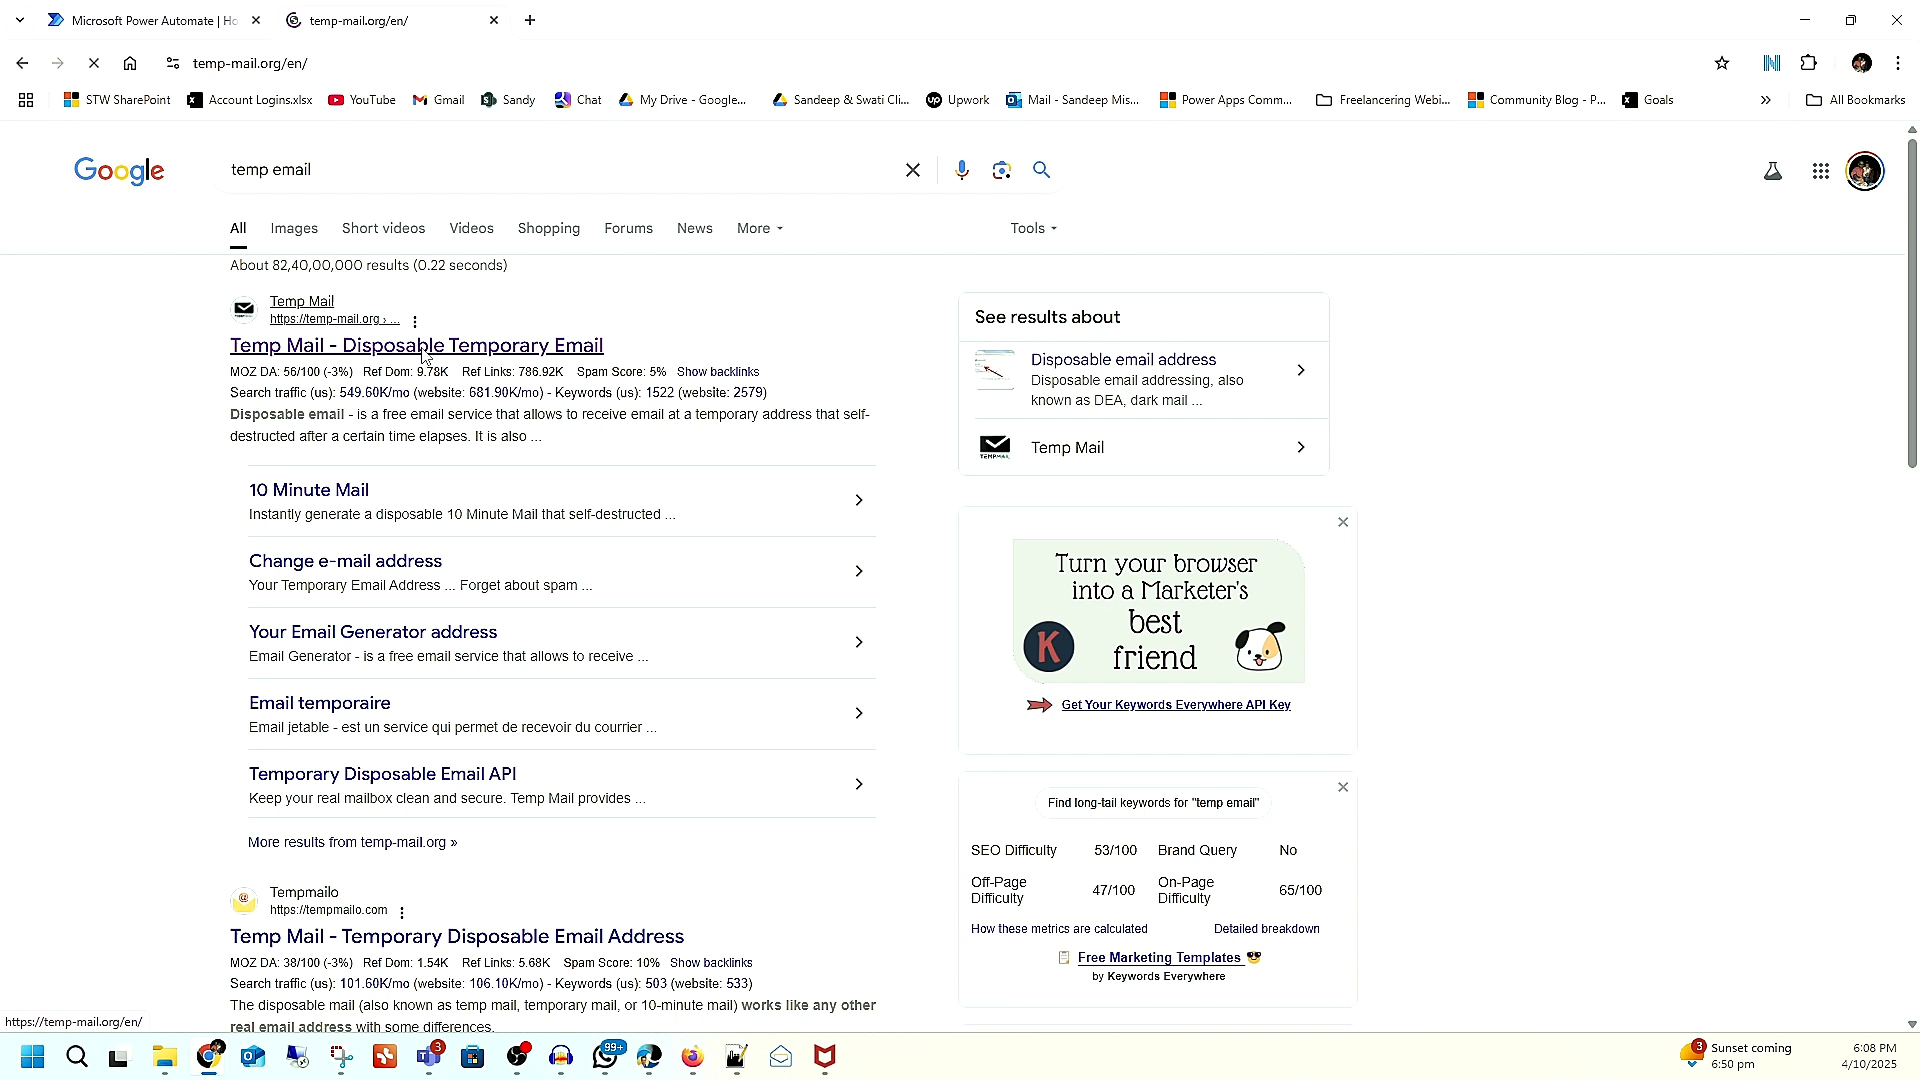 Microsoft Power Automate | Ho
temp-mail.org/en/
temp-mail.org/en/
STW SharePoint
Account Logins.xlsx
YouTube
Gmail
Sandy
Chat
My Drive - Google...
Sandeep & Swati Cli...
Upwork
Mail - Sandeep Mis...
Power Apps Comm...
Freelancering Webi...
Community Blog - P...
Goals
All Bookmarks
Google
temp email
All
Images
Short videos
Videos
Shopping
Forums
News
More
Tools
About 82,40,00,000 results (0.22 seconds)
Temp Mail
https://temp-mail.org › ...
Temp Mail - Disposable Temporary Email
MOZ DA: 56/100 (-3%) Ref Dom: 9.78K Ref Links: 786.92K Spam Score: 5% Show backlinks
Search traffic (us): 549.60K/mo (website: 681.90K/mo) - Keywords (us): 1522 (website: 2579)
Disposable email - is a free email service that allows to receive email at a temporary address that self-
destructed after a certain time elapses. It is also ...
10 Minute Mail
Instantly generate a disposable 10 Minute Mail that self-destructed ...
Change e-mail address
Your Temporary Email Address ... Forget about spam ...
Your Email Generator address
Email Generator - is a free email service that allows to receive ...
Email temporaire
Email jetable - est un service qui permet de recevoir du courrier ...
Temporary Disposable Email API
Keep your real mailbox clean and secure. Temp Mail provides ...
More results from temp-mail.org »
Tempmailo
https://tempmailo.com
Temp Mail - Temporary Disposable Email Address
MOZ DA: 38/100 (-3%) Ref Dom: 1.54K Ref Links: 5.68K Spam Score: 10% Show backlinks
Search traffic (us): 101.60K/mo (website: 106.10K/mo) - Keywords (us): 503 (website: 533)
The disposable mail (also known as temp mail, temporary mail, or 10-minute mail) works like any other
real email address with some differences.
See results about
Disposable email address
Disposable email addressing, also
known as DEA, dark mail ...
TEMPMAIL
Temp Mail
Turn your browser
into a Marketer's
best
friend
K
Get Your Keywords Everywhere API Key
Find long-tail keywords for "temp email"
SEO Difficulty 53/100 Brand Query No
Off-Page
Difficulty 47/100
On-Page
Difficulty 65/100
How these metrics are calculated
Detailed breakdown
Free Marketing Templates
by Keywords Everywhere
https://temp-mail.org/en/
3
99+
3
Sunset coming
6:50 pm
6:08 PM
4/10/2025